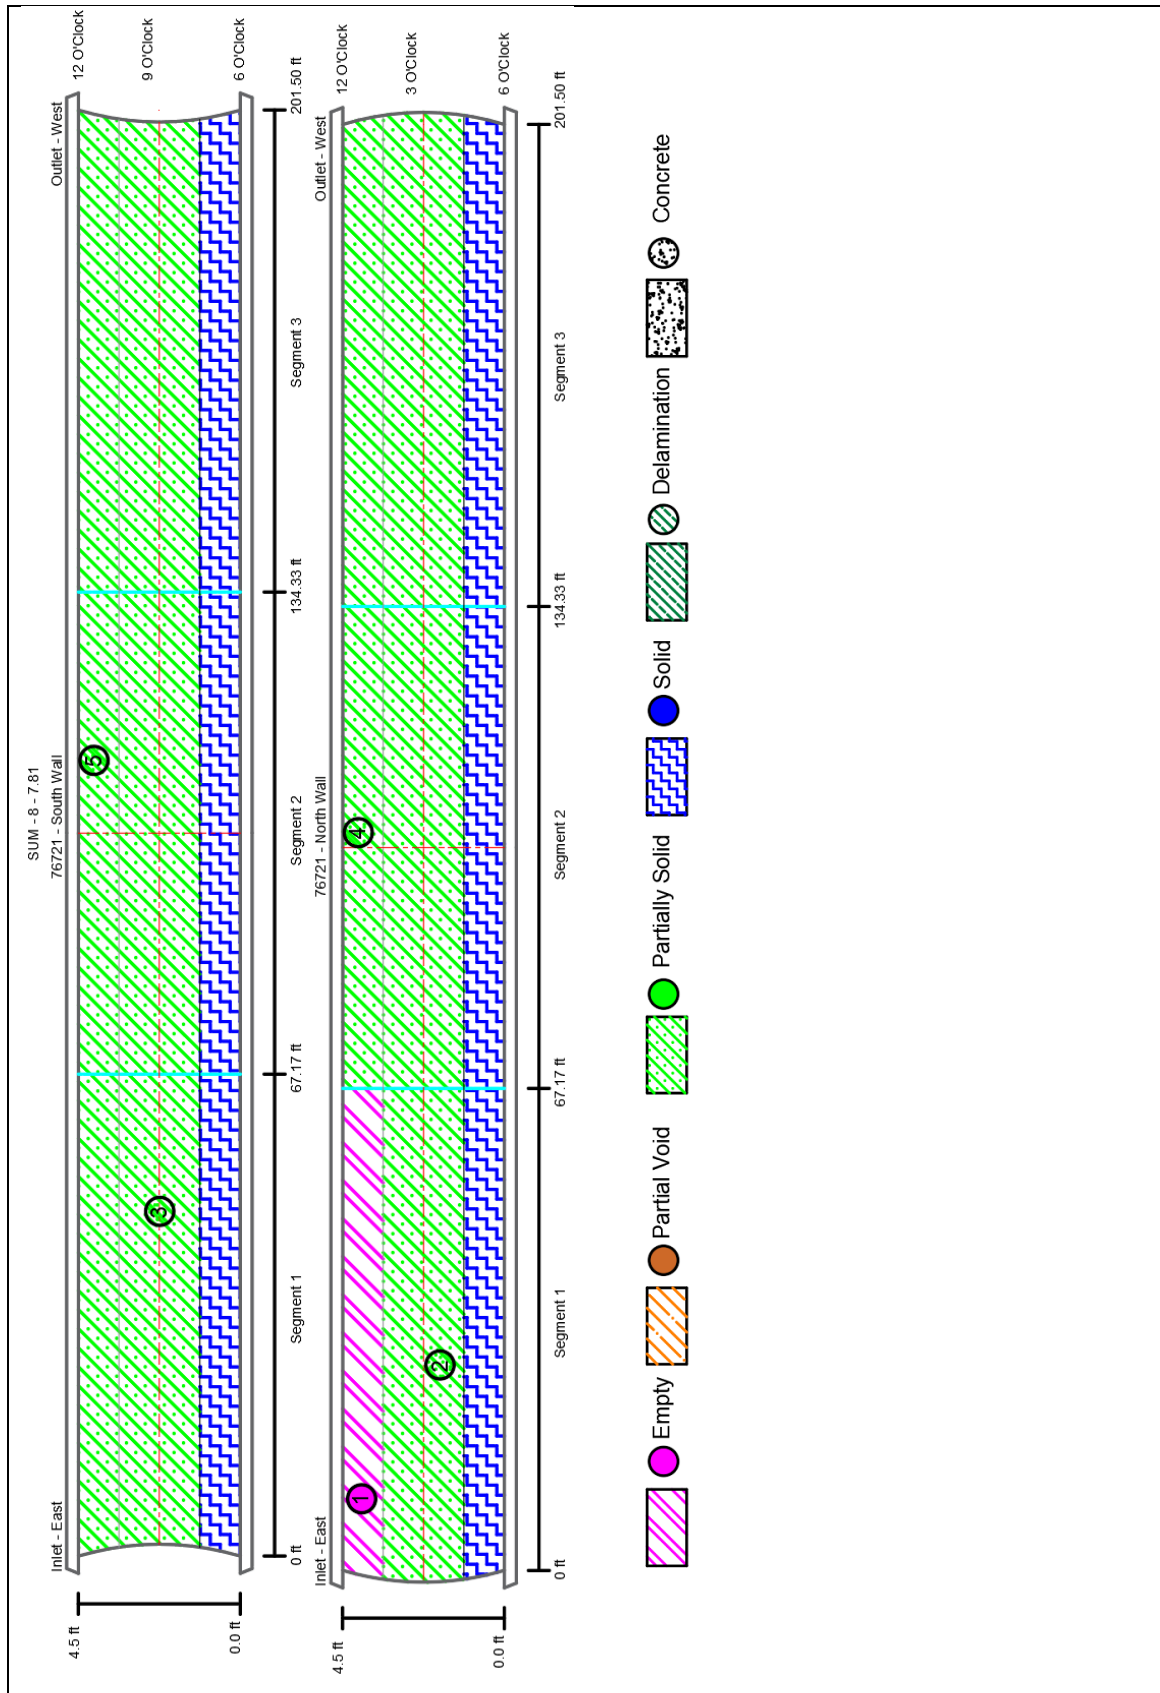 SUM - 8 - 7.81
76721 - South Wall
Inlet - East
Outlet - West
12 O'Clock
9 O'Clock
6 O'Clock
4.5 ft
0.0 ft
3
5
0 ft
67.17 ft
134.33 ft
201.50 ft
Segment 1
Segment 2
Segment 3
76721 - North Wall
Inlet - East
Outlet - West
12 O'Clock
3 O'Clock
6 O'Clock
4.5 ft
0.0 ft
1
2
4
0 ft
67.17 ft
134.33 ft
201.50 ft
Segment 1
Segment 2
Segment 3
Empty
Partial Void
Partially Solid
Solid
Delamination
Concrete